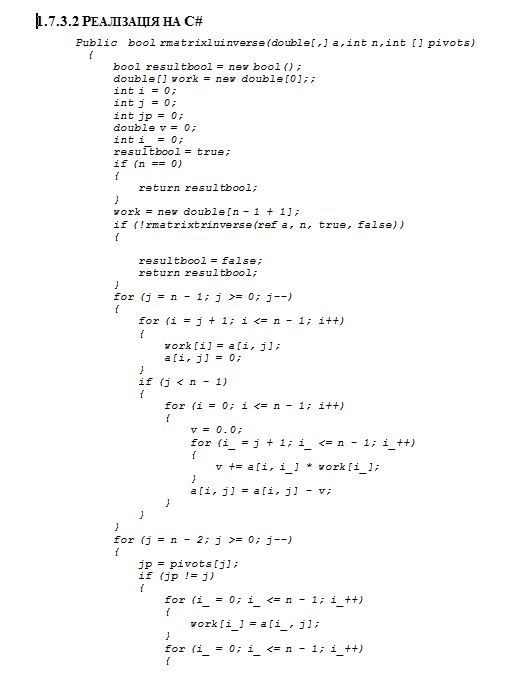 1.7.3.2 РЕАЛІЗАЦІЯ НА C#
Public bool rmatrixluinverse(double[,] a,int n,int [] pivots)
{
bool resultbool = new bool();
double[] work = new double[0];;
int i = 0;
int j = 0;
int jp = 0;
double v = 0;
int i_ = 0;
resultbool = true;
if (n == 0)
{
return resultbool;
}
work = new double[n - 1 + 1];
if (!rmatrixtrinverse(ref a, n, true, false))
{
resultbool = false;
return resultbool;
}
for (j = n - 1; j >= 0; j--)
{
for (i = j + 1; i <= n - 1; i++)
{
work[i] = a[i, j];
a[i, j] = 0;
}
if (j < n - 1)
{
for (i = 0; i <= n - 1; i++)
{
v = 0.0;
for (i_ = j + 1; i_ <= n - 1; i_++)
{
v += a[i, i_] * work[i_];
}
a[i, j] = a[i, j] - v;
}
}
}
for (j = n - 2; j >= 0; j--)
{
jp = pivots[j];
if (jp != j)
{
for (i_ = 0; i_ <= n - 1; i_++)
{
work[i_] = a[i_, j];
}
for (i_ = 0; i_ <= n - 1; i_++)
{